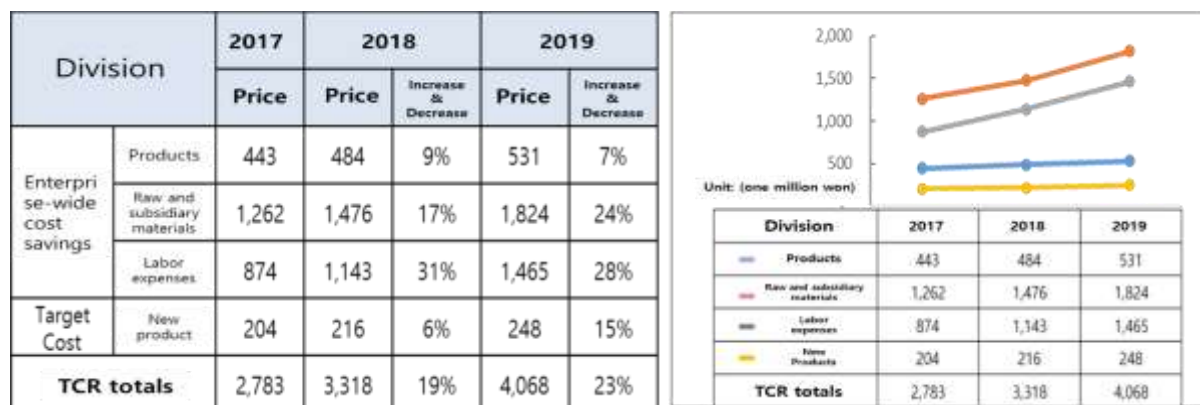 Division 2017 2018 2019
Price Price Increase & Decrease Price Increase & Decrease
Enterpri
se-wide
cost
savings
Products 443 484 9% 531 7%
Raw and
subsidiary
materials
1,262 1,476 17% 1,824 24%
Labor
expenses
874 1,143 31% 1,465 28%
Target
Cost
New
product
204 216 6% 248 15%
TCR totals 2,783 3,318 19% 4,068 23%
2,000
1,500
1,000
500
Unit: (one million won)
Division 2017 2018 2019
Products 443 484 531
Raw and subsidiary
materials
1,262 1,476 1,824
Labor
expenses
874 1,143 1,465
New
Products
204 216 248
TCR totals 2,783 3,318 4,068